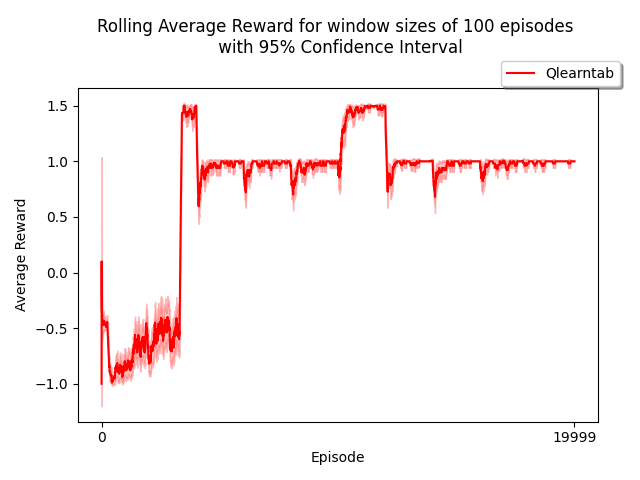 Rolling Average Reward for window sizes of 100 episodes
with 95% Confidence Interval
Qlearntab
1.5
1.0
0.5
0.0
−0.5
−1.0
Average Reward
0
19999
Episode